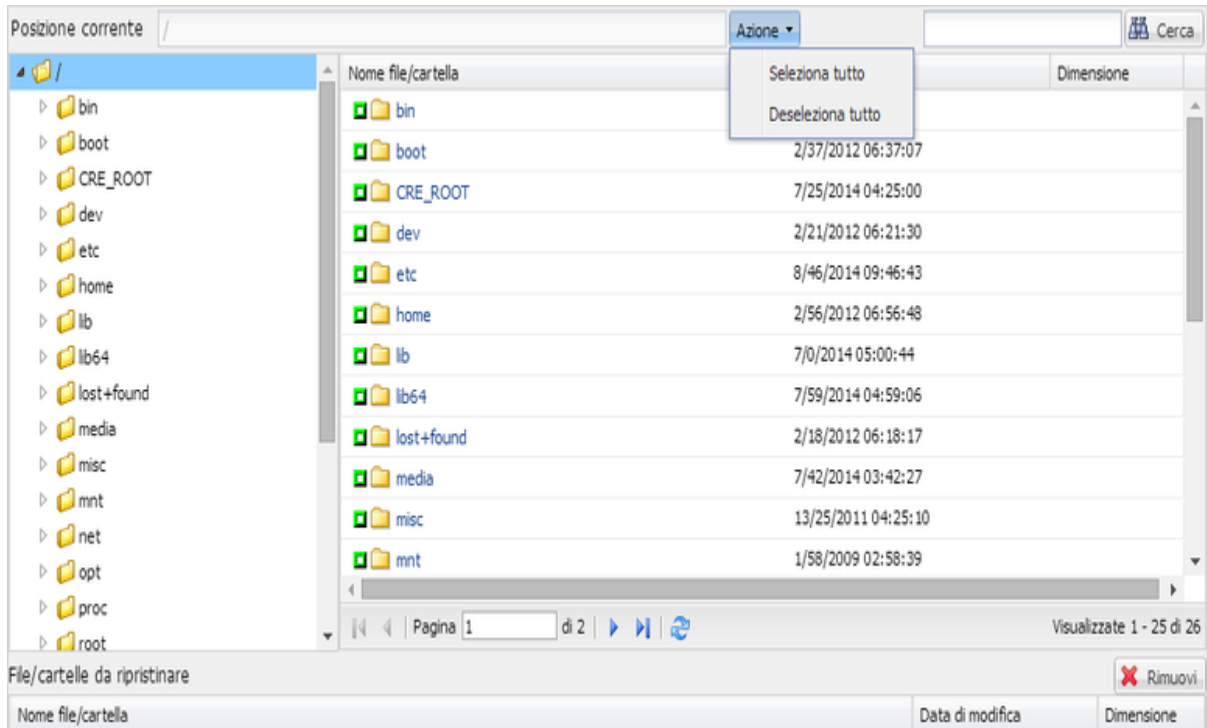 Posizione corrente / Azione Cerca
Seleziona tutto
Deseleziona tutto
/
bin
boot
CRE_ROOT
dev
etc
home
lib
lib64
lost+found
media
misc
mnt
net
opt
proc
root
Nome file/cartella Dimensione
bin
boot 2/37/2012 06:37:07
CRE_ROOT 7/25/2014 04:25:00
dev 2/21/2012 06:21:30
etc 8/46/2014 09:46:43
home 2/56/2012 06:56:48
lib 7/0/2014 05:00:44
lib64 7/59/2014 04:59:06
lost+found 2/18/2012 06:18:17
media 7/42/2014 03:42:27
misc 13/25/2011 04:25:10
mnt 1/58/2009 02:58:39
Pagina 1 di 2 Visualizzate 1 - 25 di 26
File/cartelle da ripristinare Rimuovi
Nome file/cartella Data di modifica Dimensione